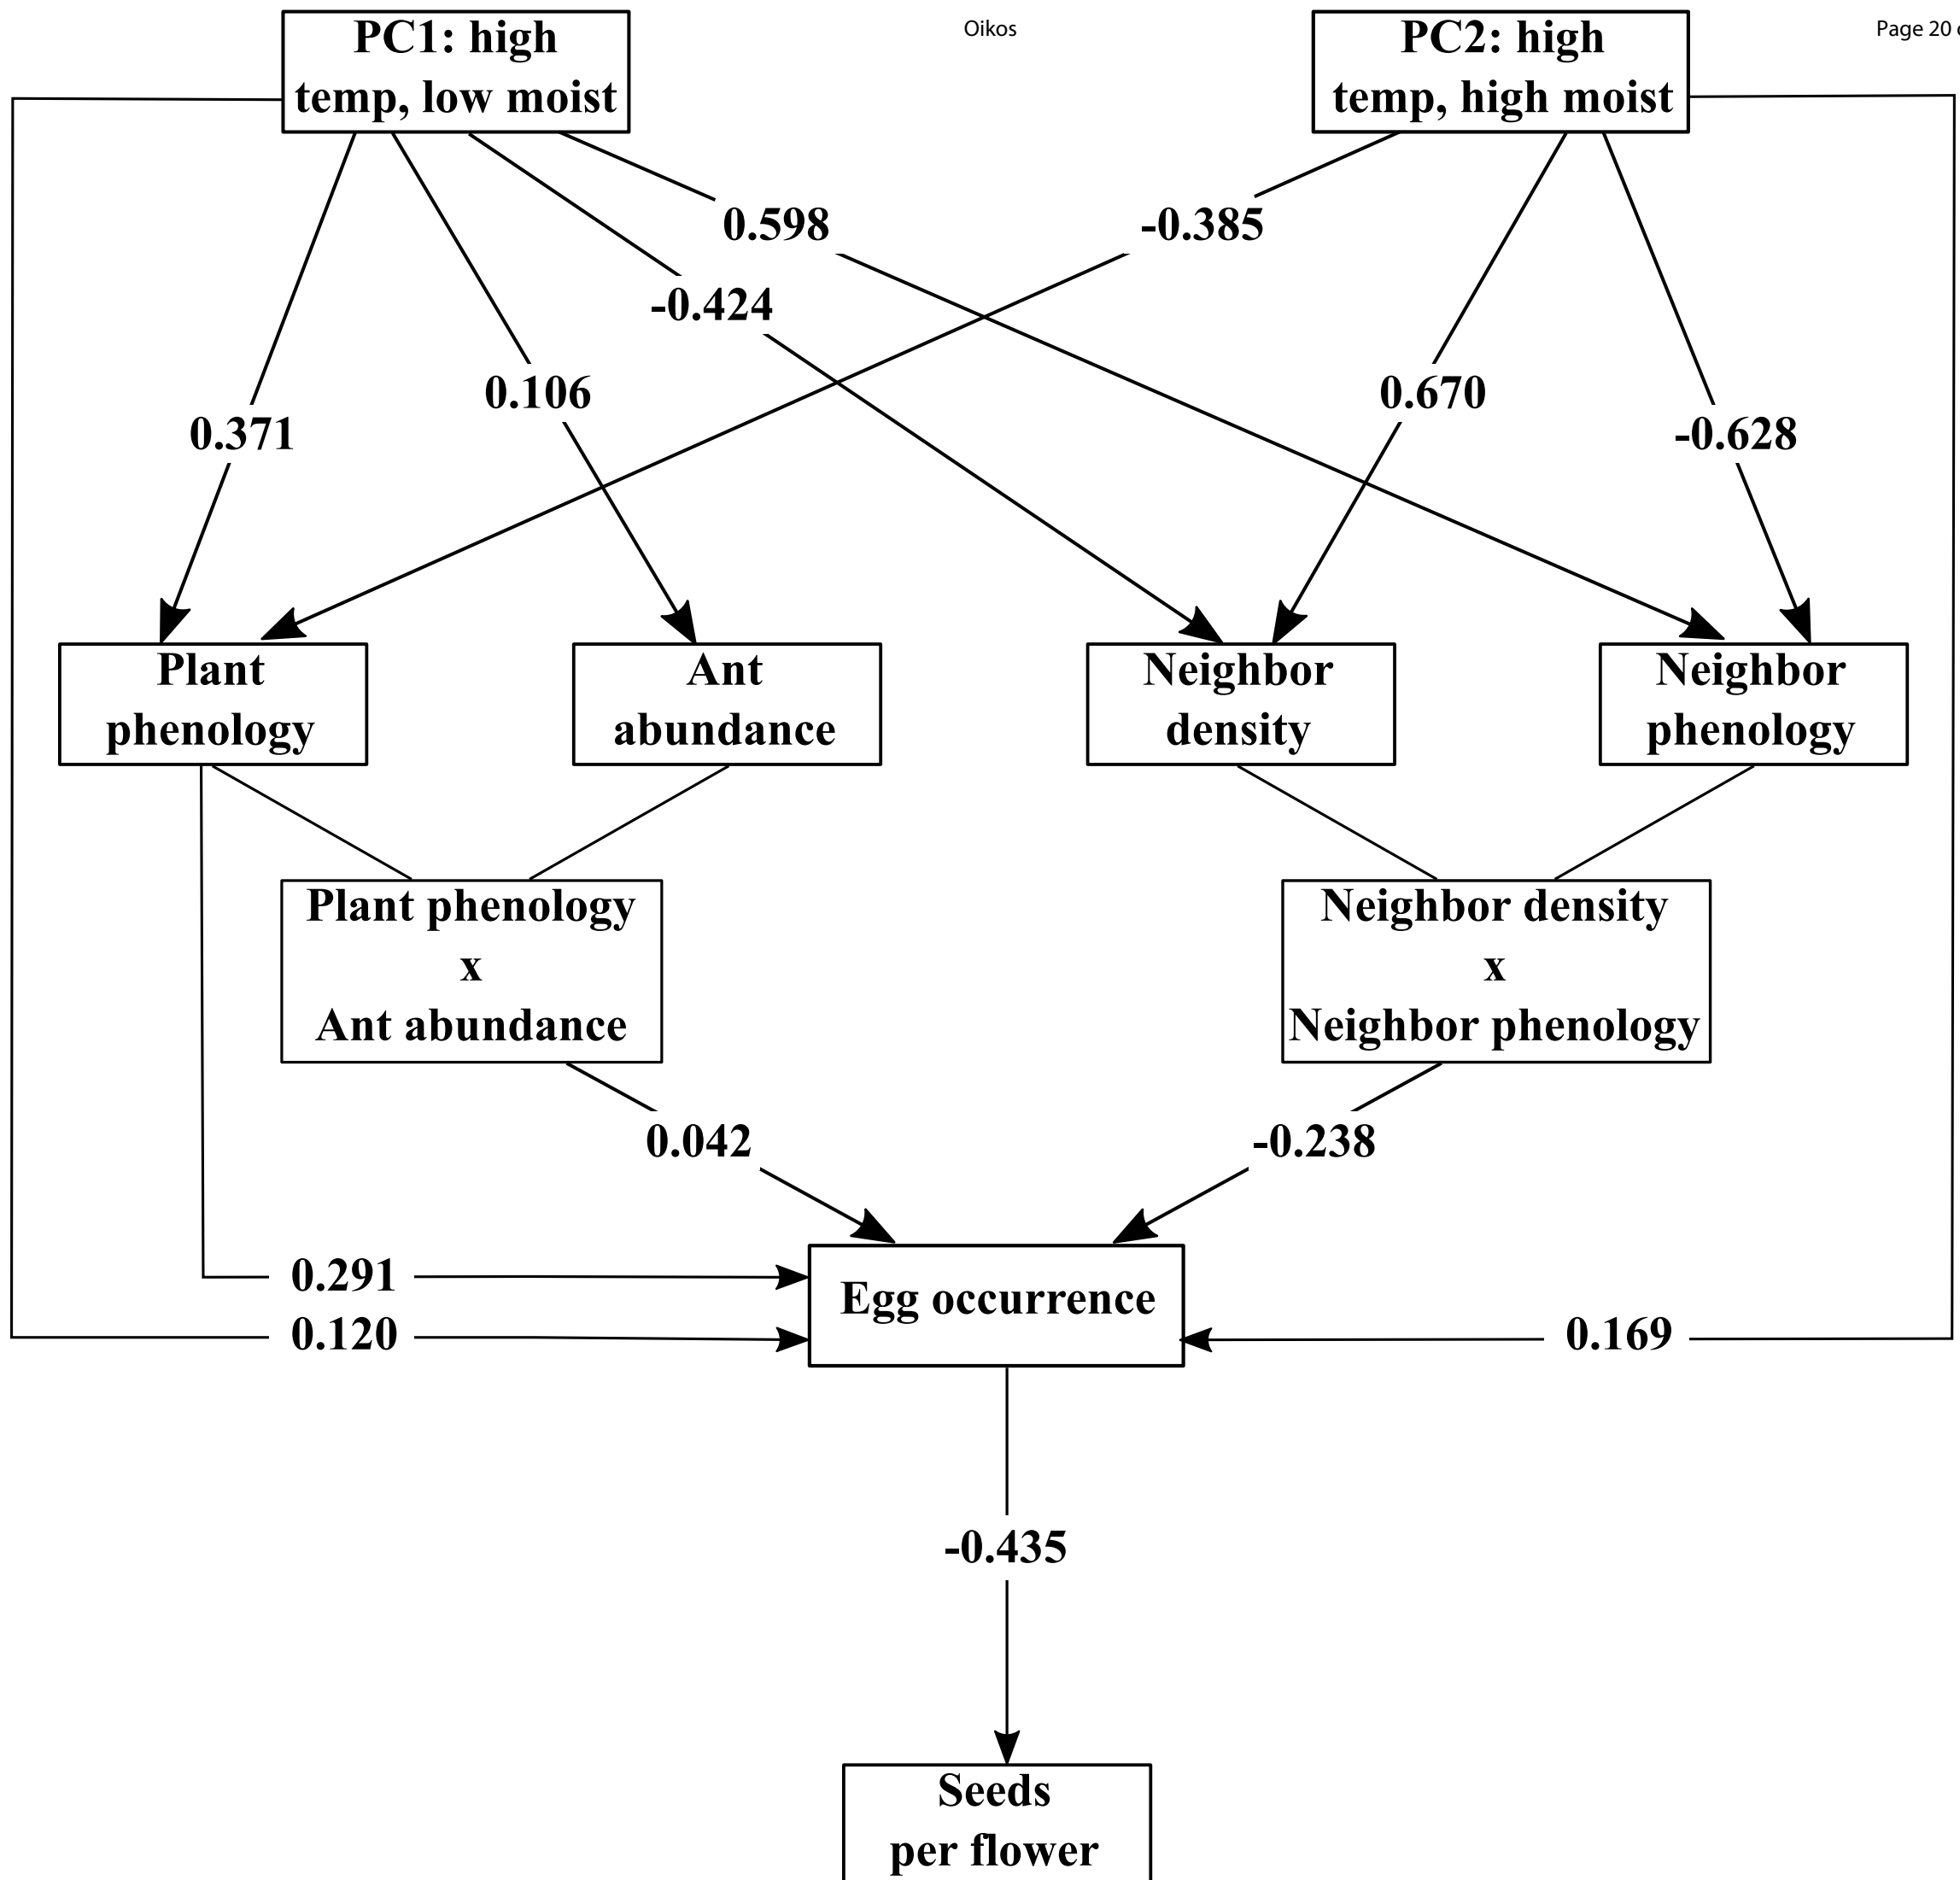 Oikos
Page 20
PC1: high
temp, low moist
PC2: high
temp, high moist
0.598
-0.385
-0.424
0.106
0.670
0.371
-0.628
Plant
phenology
Ant
abundance
Neighbor
density
Neighbor
phenology
Plant phenology
x
Ant abundance
Neighbor density
x
Neighbor phenology
0.042
-0.238
0.291
Egg occurrence
0.120
0.169
-0.435
Seeds
per flower